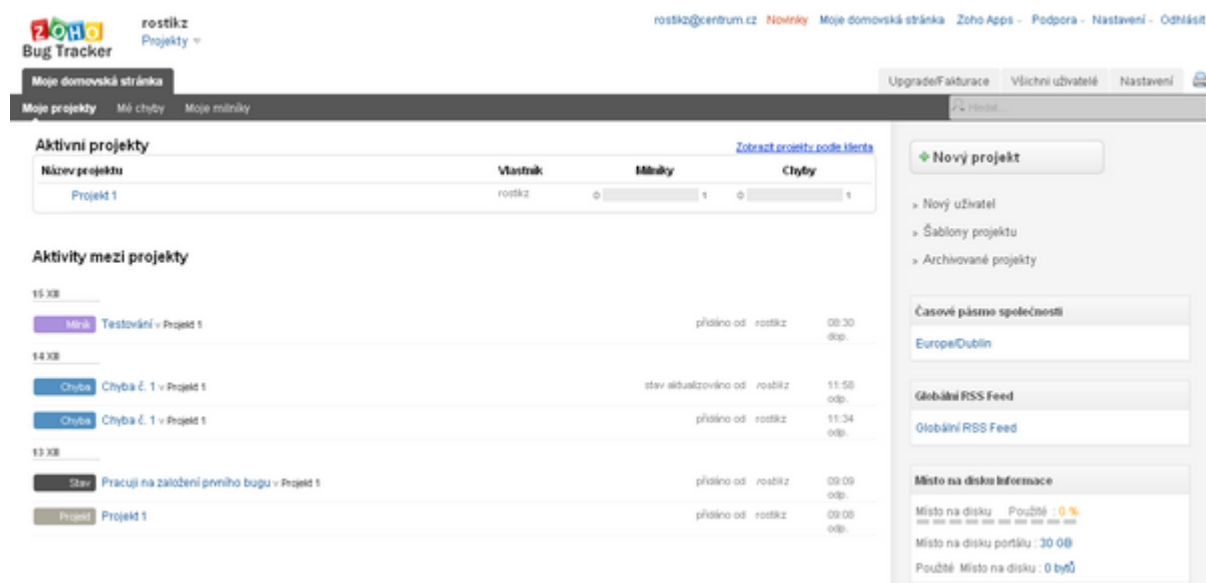 ZOHO
Bug Tracker
rostikz
Projekty
rostikz@centrum.cz Novinky Moje domovská stránka Zoho Apps - Podpora - Nastavení - Odhlásit
Moje domovská stránka
Upgrade/Fakturace Všichni uživatelé Nastavení
Moje projekty Mé chyby Moje milníky
Hledat...
Aktivní projekty
Zobrazit projekty podle klienta
Název projektu Vlastník Milníky Chyby
Projekt 1 rostikz 0 1 0 1
Aktivity mezi projekty
15 XII
Milník Testování v Projekt 1 přidáno od rostikz 08:30
dop.
14 XII
Chyba Chyba č. 1 v Projekt 1 stav aktualizováno od rostikz 11:58
odp.
Chyba Chyba č. 1 v Projekt 1 přidáno od rostikz 11:34
odp.
13 XII
Stav Pracuji na založení prvního bugu v Projekt 1 přidáno od rostikz 09:09
odp.
Projekt Projekt 1 přidáno od rostikz 09:08
odp.
Nový projekt
» Nový uživatel
» Šablony projektu
» Archivované projekty
Časové pásmo společnosti
Europe/Dublin
Globální RSS Feed
Globální RSS Feed
Místo na disku Informace
Místo na disku Použité : 0 %
Místo na disku portálu : 30 GB
Použité Místo na disku : 0 bytů